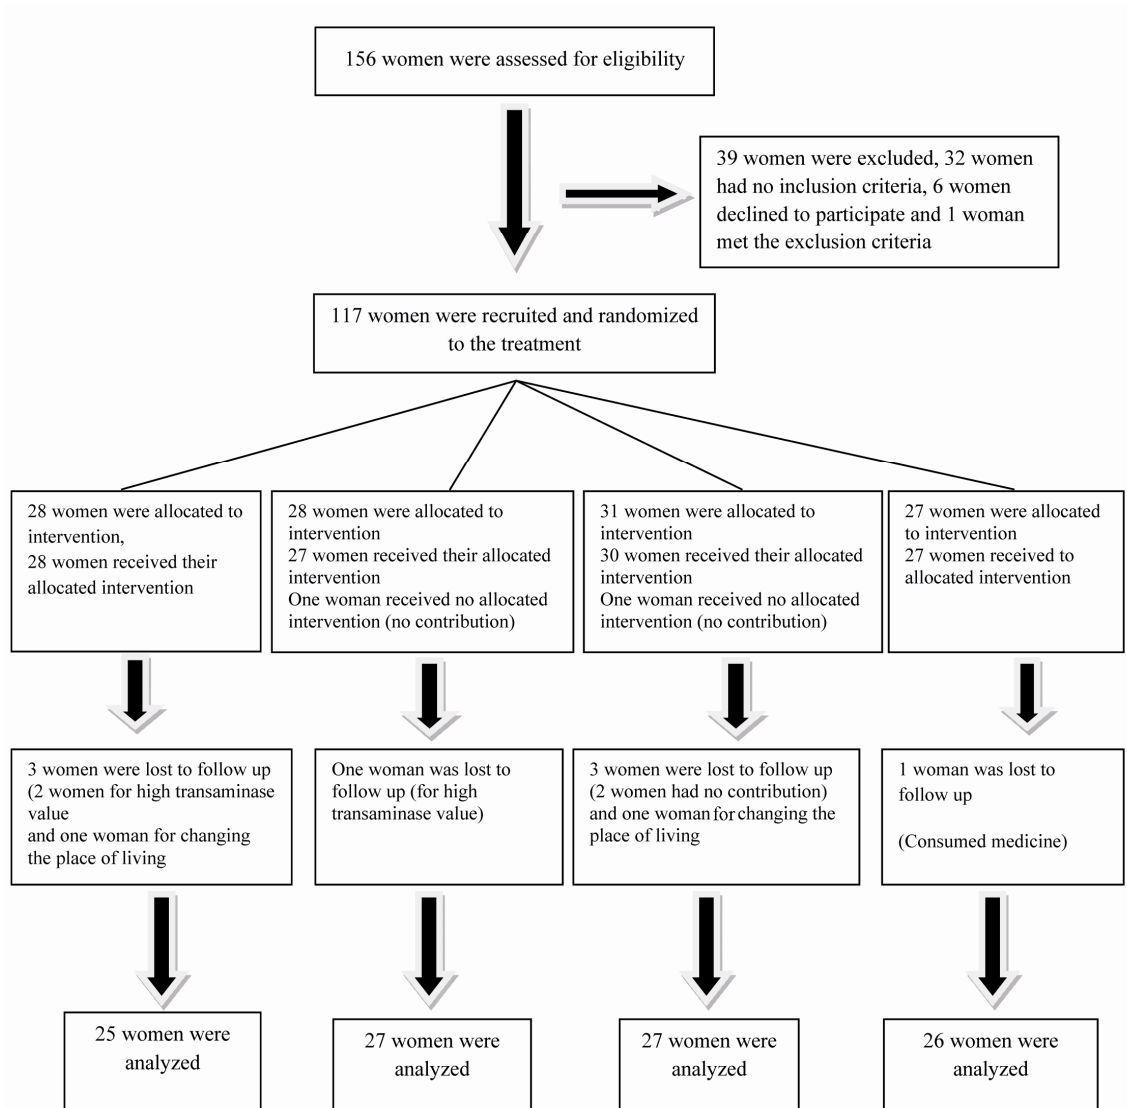 156 women were assessed for eligibility
39 women were excluded, 32 women
had no inclusion criteria, 6 women
declined to participate and 1 woman
met the exclusion criteria
117 women were recruited and randomized
to the treatment
28 women were allocated to
intervention,
28 women received their
allocated intervention
28 women were allocated to
intervention
27 women received their allocated
intervention
One woman received no allocated
intervention (no contribution)
31 women were allocated to
intervention
30 women received their allocated
intervention
One woman received no allocated
intervention (no contribution)
27 women were allocated
to intervention
27 women received to
allocated intervention
3 women were lost to follow up
(2 women for high transaminase
value
and one woman for changing
the place of living
One woman was lost to
follow up (for high
transaminase value)
3 women were lost to follow up
(2 women had no contribution)
and one woman for changing the
place of living
1 woman was lost to
follow up
(Consumed medicine)
25 women were
analyzed
27 women were
analyzed
27 women were
analyzed
26 women were
analyzed